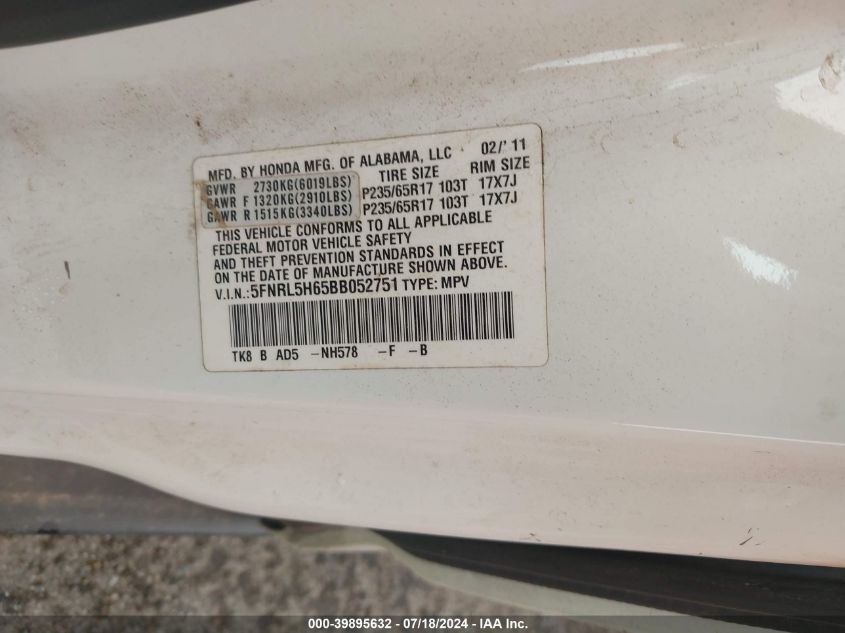 MFD. BY HONDA MFG. OF ALABAMA, LLC 02/' 11
TIRE SIZE RIM SIZE
GVWR 2730KG(6019LBS)
GAWR F 1320KG(2910LBS) P235/65R17 103T 17X7J
GAWR R 1515KG(3340LBS) P235/65R17 103T 17X7J
THIS VEHICLE CONFORMS TO ALL APPLICABLE
FEDERAL MOTOR VEHICLE SAFETY
AND THEFT PREVENTION STANDARDS IN EFFECT
ON THE DATE OF MANUFACTURE SHOWN ABOVE.
V.I.N.:5FNRL5H65BB052751 TYPE: MPV
TK8 B AD5 -NH578 -F -B
000-39895632 / 07/18/2024 - IAA Inc.